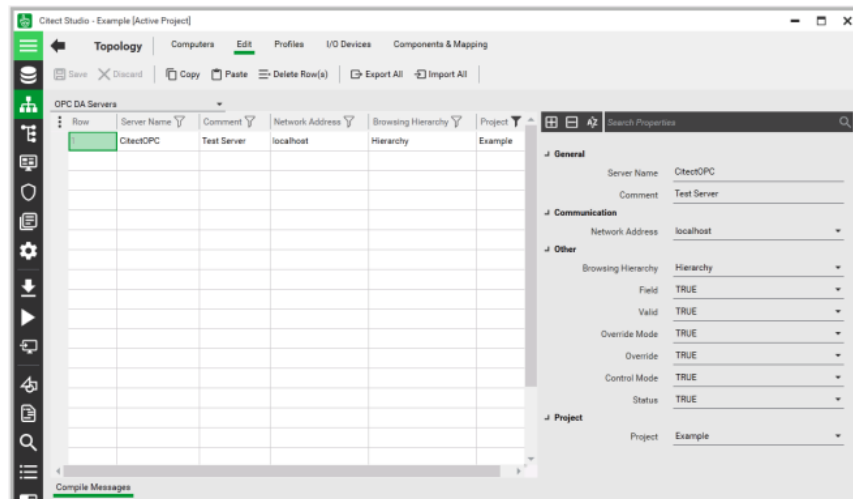 Citect Studio - Example [Active Project]
Topology Computers Edit Profiles I/O Devices Components & Mapping
Save Discard Copy Paste Delete Row(s) Export All Import All
OPC DA Servers
Row Server Name Comment Network Address Browsing Hierarchy Project
1 CitectOPC Test Server localhost Hierarchy Example
Search Properties
General
Server Name CitectOPC
Comment Test Server
Communication
Network Address localhost
Other
Browsing Hierarchy Hierarchy
Field TRUE
Valid TRUE
Override Mode TRUE
Override TRUE
Control Mode TRUE
Status TRUE
Project
Project Example
Compile Messages